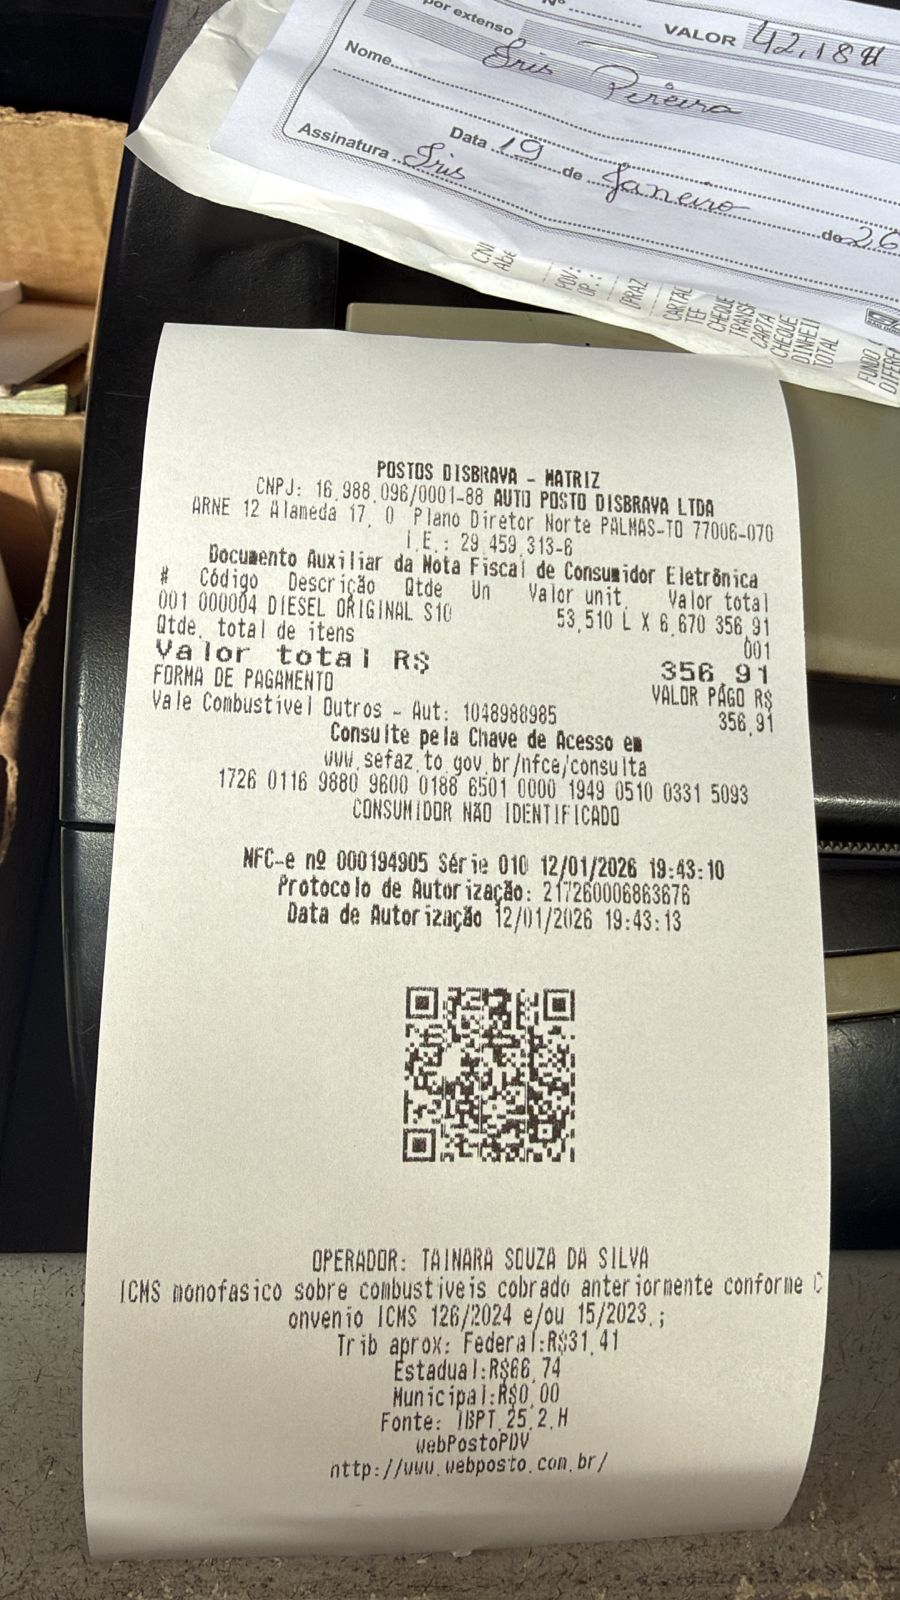 Nº
VALOR 42,18
por extenso
Nome Iris Pereira
Data 19 de Janeiro de 26
Assinatura Iris
CARTA
CHEQUE
TOTAL
POSTOS DISBRAVA - MATRIZ
CNPJ: 16.988.096/0001-88 AUTO POSTO DISBRAVA LTDA
ARNE 12 Alameda 17, 0 Plano Diretor Norte PALMAS-TO 77006-070
I.E.: 29.459.313-6
Documento Auxiliar da Nota Fiscal de Consumidor Eletrônica
# Código Descrição Qtde Un Valor unit. Valor total
001 000004 DIESEL ORIGINAL S10 53,510 L X 6,670 356,91
Qtde. total de itens 001
Valor total R$ 356,91
FORMA DE PAGAMENTO VALOR PAGO R$
Vale Combustivel Outros - Aut: 1048988985 356,91
Consulte pela Chave de Acesso em
www.sefaz.to.gov.br/nfce/consulta
1726 0116 9880 9600 0188 6501 0000 1949 0510 0331 5093
CONSUMIDOR NÃO IDENTIFICADO
NFC-e nº 000194905 Série 010 12/01/2026 19:43:10
Protocolo de Autorização: 217260006863676
Data de Autorização 12/01/2026 19:43:13
OPERADOR: TAINARA SOUZA DA SILVA
ICMS monofasico sobre combustiveis cobrado anteriormente conforme C
onvenio ICMS 126/2024 e/ou 15/2023.;
Trib aprox: Federal:R$31,41
Estadual:R$66,74
Municipal:R$0,00
Fonte: IBPT.25.2.H
webPostoPDV
http://www.webposto.com.br/